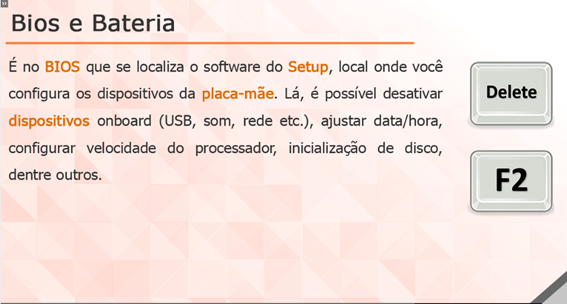 Bios e Bateria
É no BIOS que se localiza o software do Setup, local onde você
configura os dispositivos da placa-mãe. Lá, é possível desativar
dispositivos onboard (USB, som, rede etc.), ajustar data/hora,
configurar velocidade do processador, inicialização de disco,
dentre outros.
Delete
F2